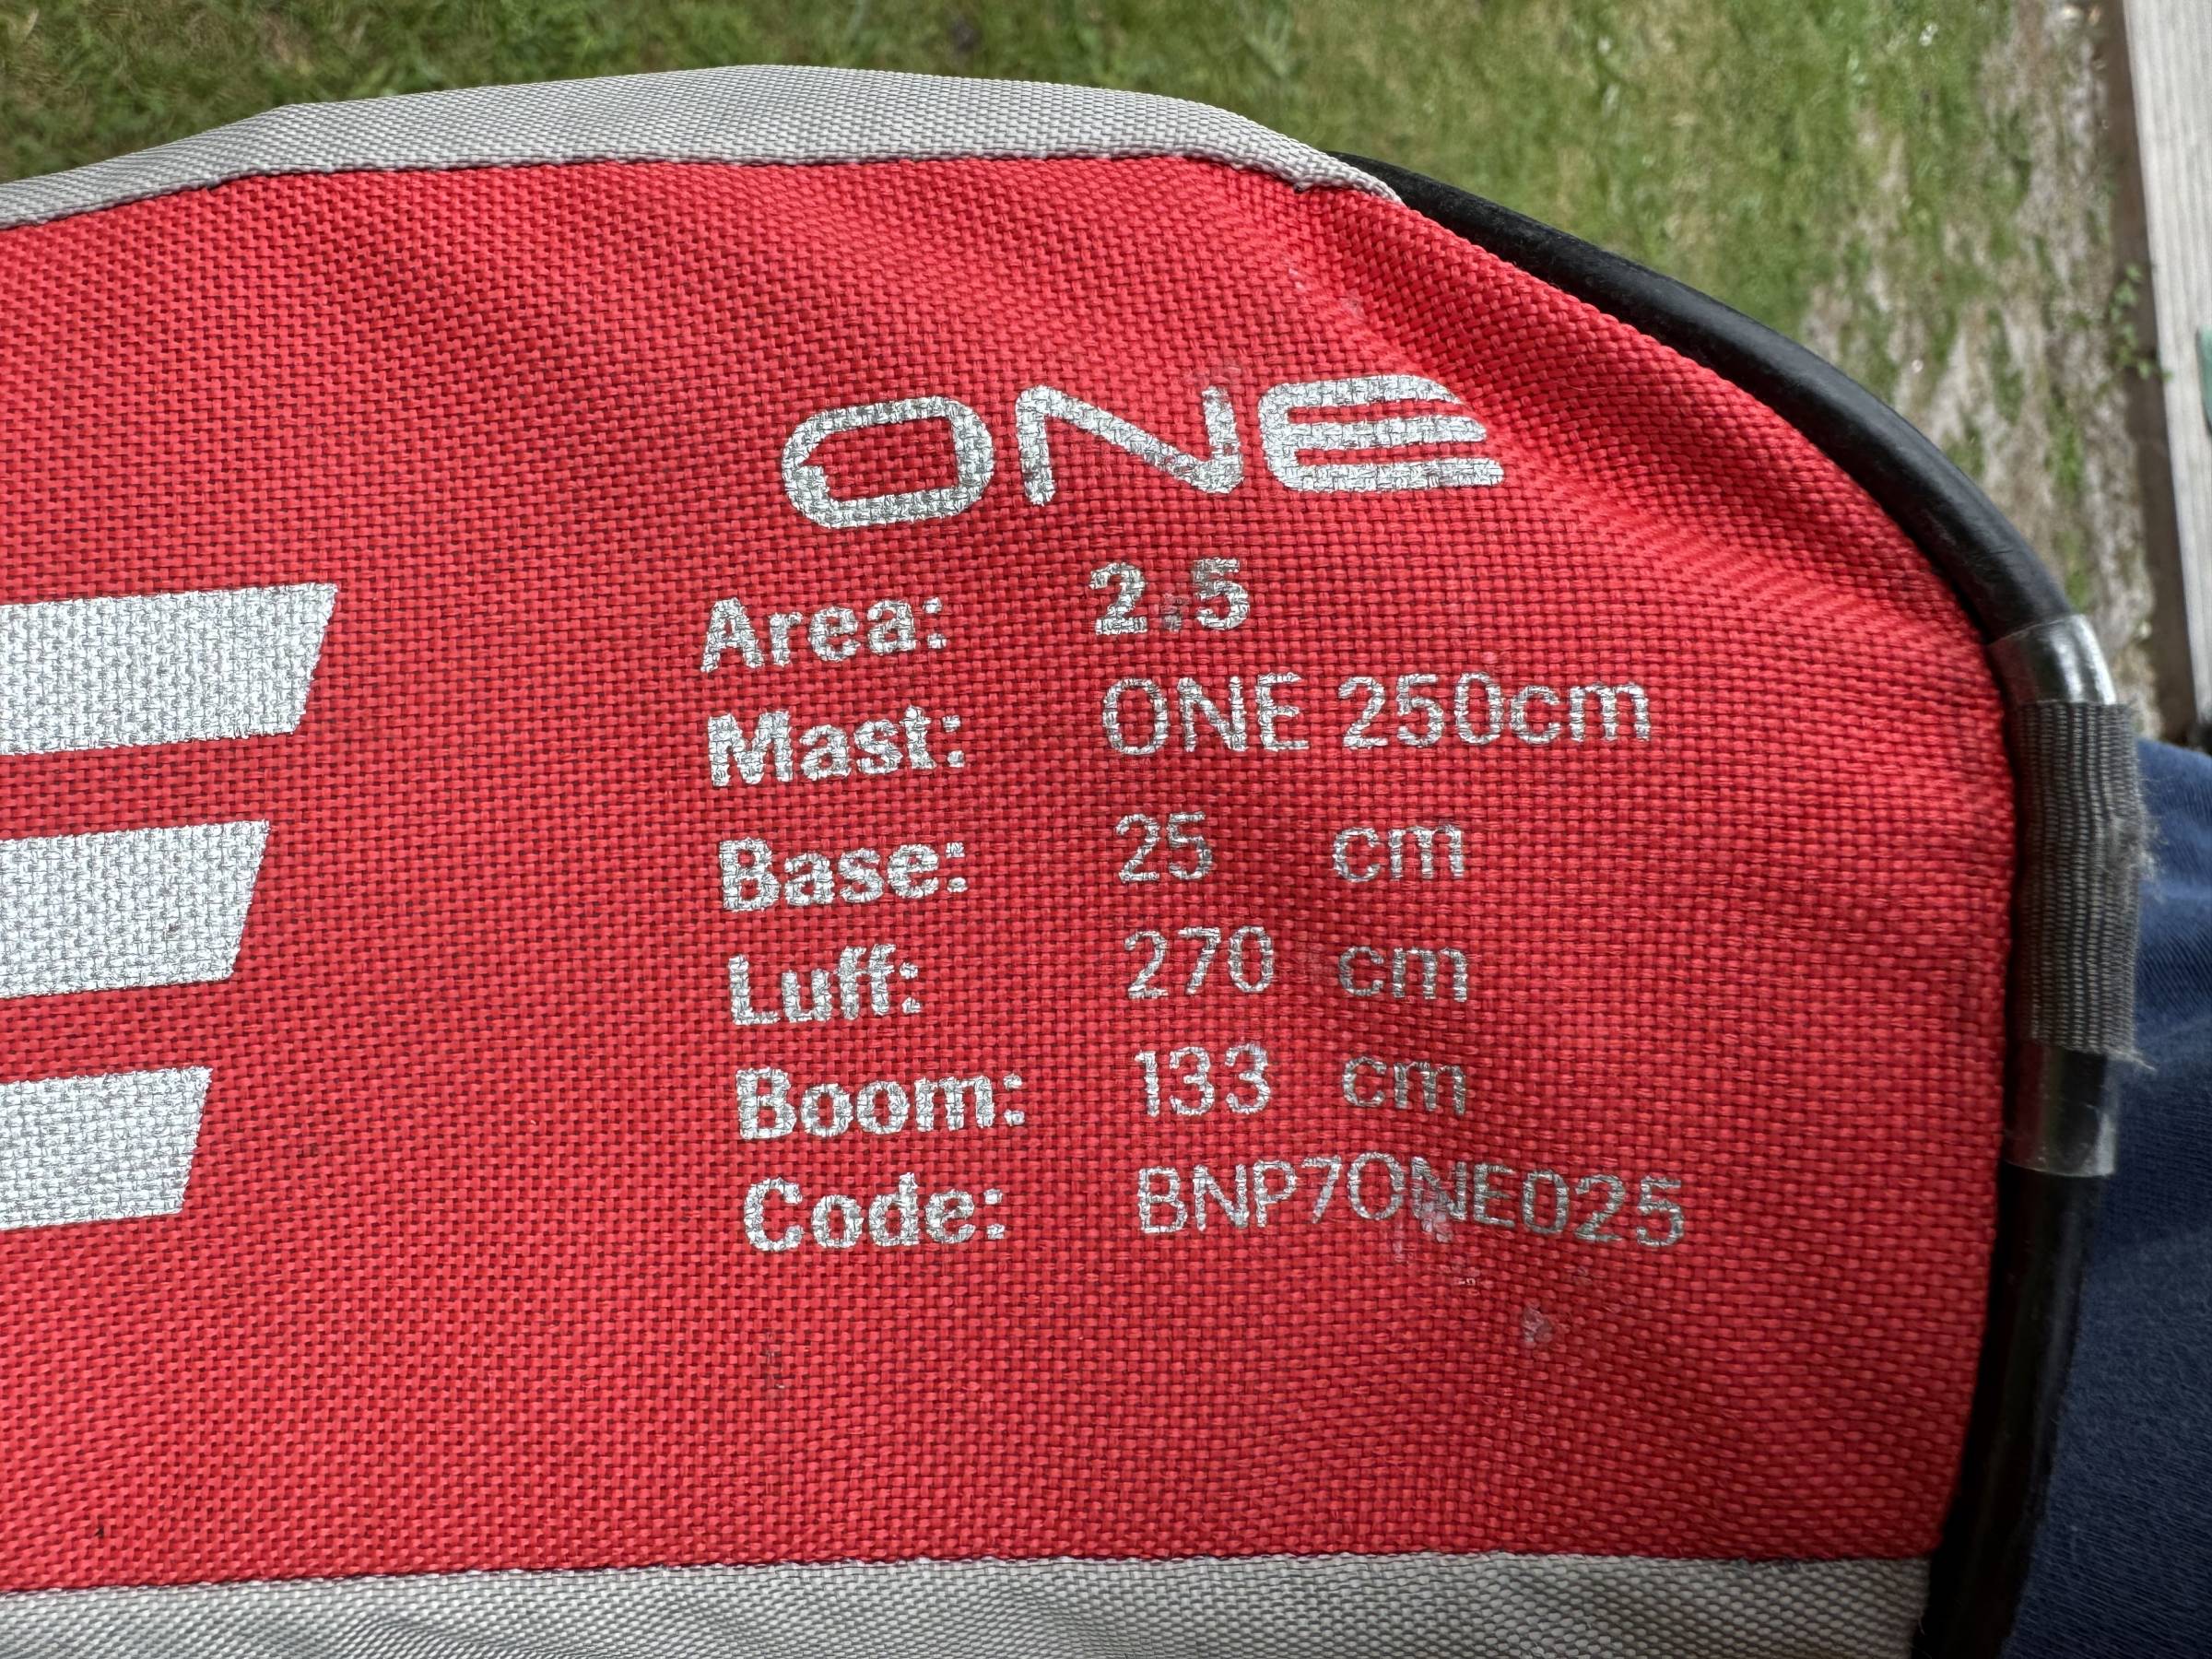 ONE
Area: 2.5
Mast: ONE 250cm
Base: 25 cm
Luff: 270 cm
Boom: 133 cm
Code: BNP7ONE025